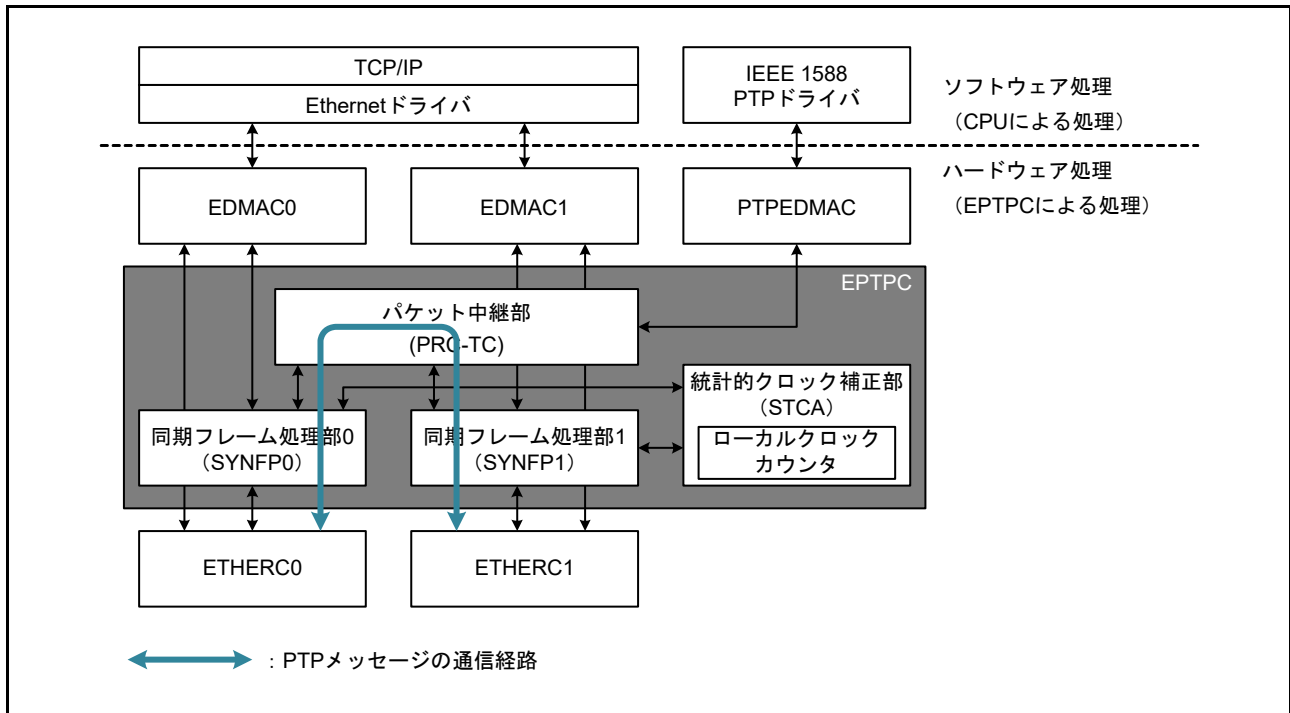 TCP/IP
Ethernetドライバ
IEEE 1588
PTPドライバ
ソフトウェア処理
（CPUによる処理）
ハードウェア処理
（EPTPCによる処理）
EDMAC0
EDMAC1
PTPEDMAC
EPTPC
パケット中継部
(PRC-TC)
統計的クロック補正部
（STCA）
ローカルクロック
カウンタ
同期フレーム処理部0
（SYNFP0）
同期フレーム処理部1
（SYNFP1）
ETHERC0
ETHERC1
：PTPメッセージの通信経路